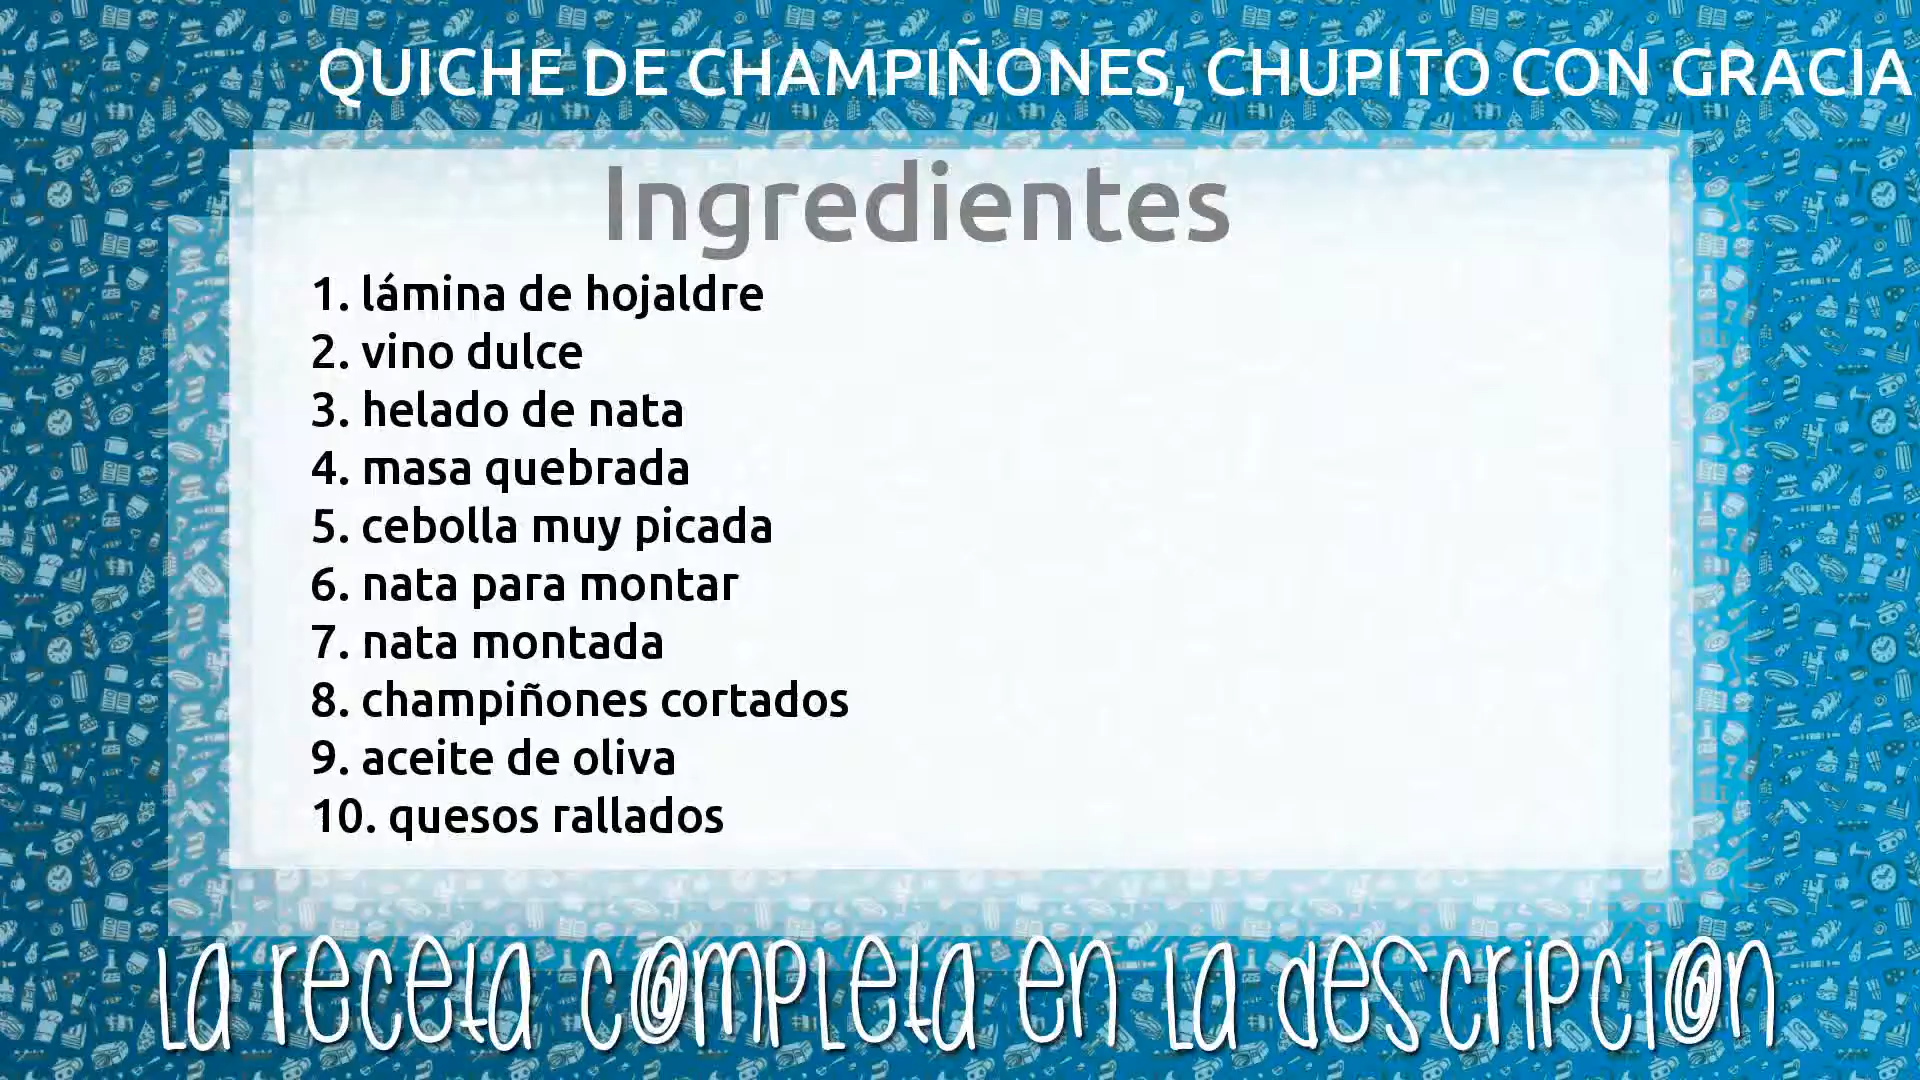 QUICHE DE CHAMPIÑONES, CHUPITO CON GRACIA
Ingredientes
1. lámina de hojaldre
2. vino dulce
3. helado de nata
4. masa quebrada
5. cebolla muy picada
6. nata para montar
7. nata montada
8. champiñones cortados
9. aceite de oliva
10. quesos rallados
La receta c@mpleta en la descripci@n